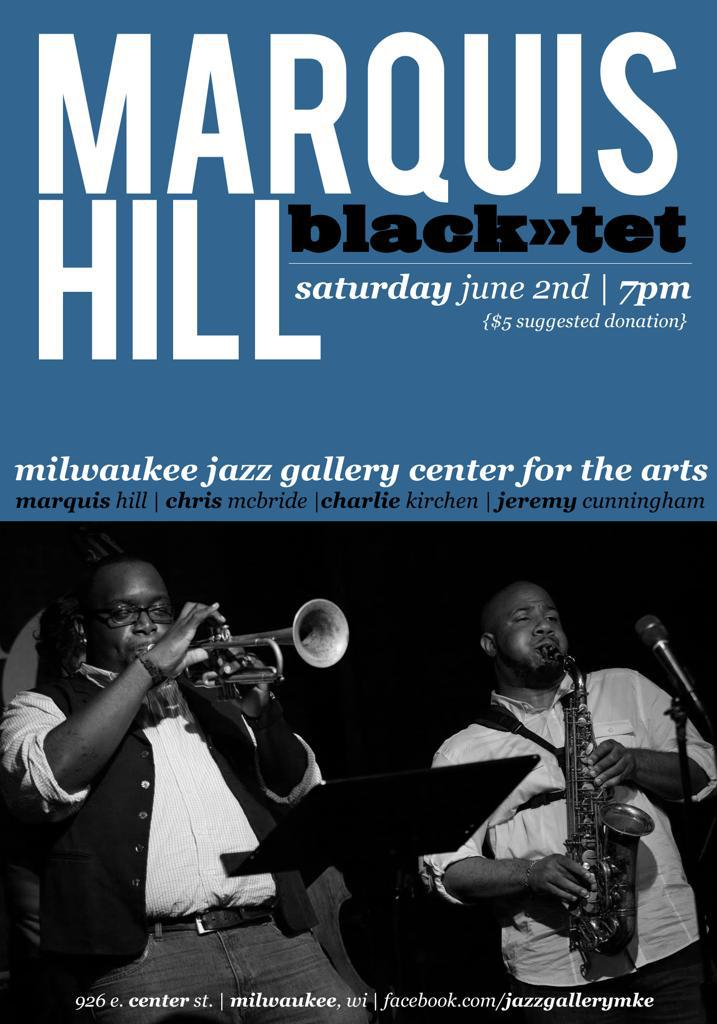 MARQUIS
HILL
black»tet
saturday june 2nd | 7pm
{$5 suggested donation}
milwaukee jazz gallery center for the arts
marquis hill | chris mcbride |charlie kirchen | jeremy cunningham
926 e. center st. | milwaukee, wi | facebook.com/jazzgallerymke